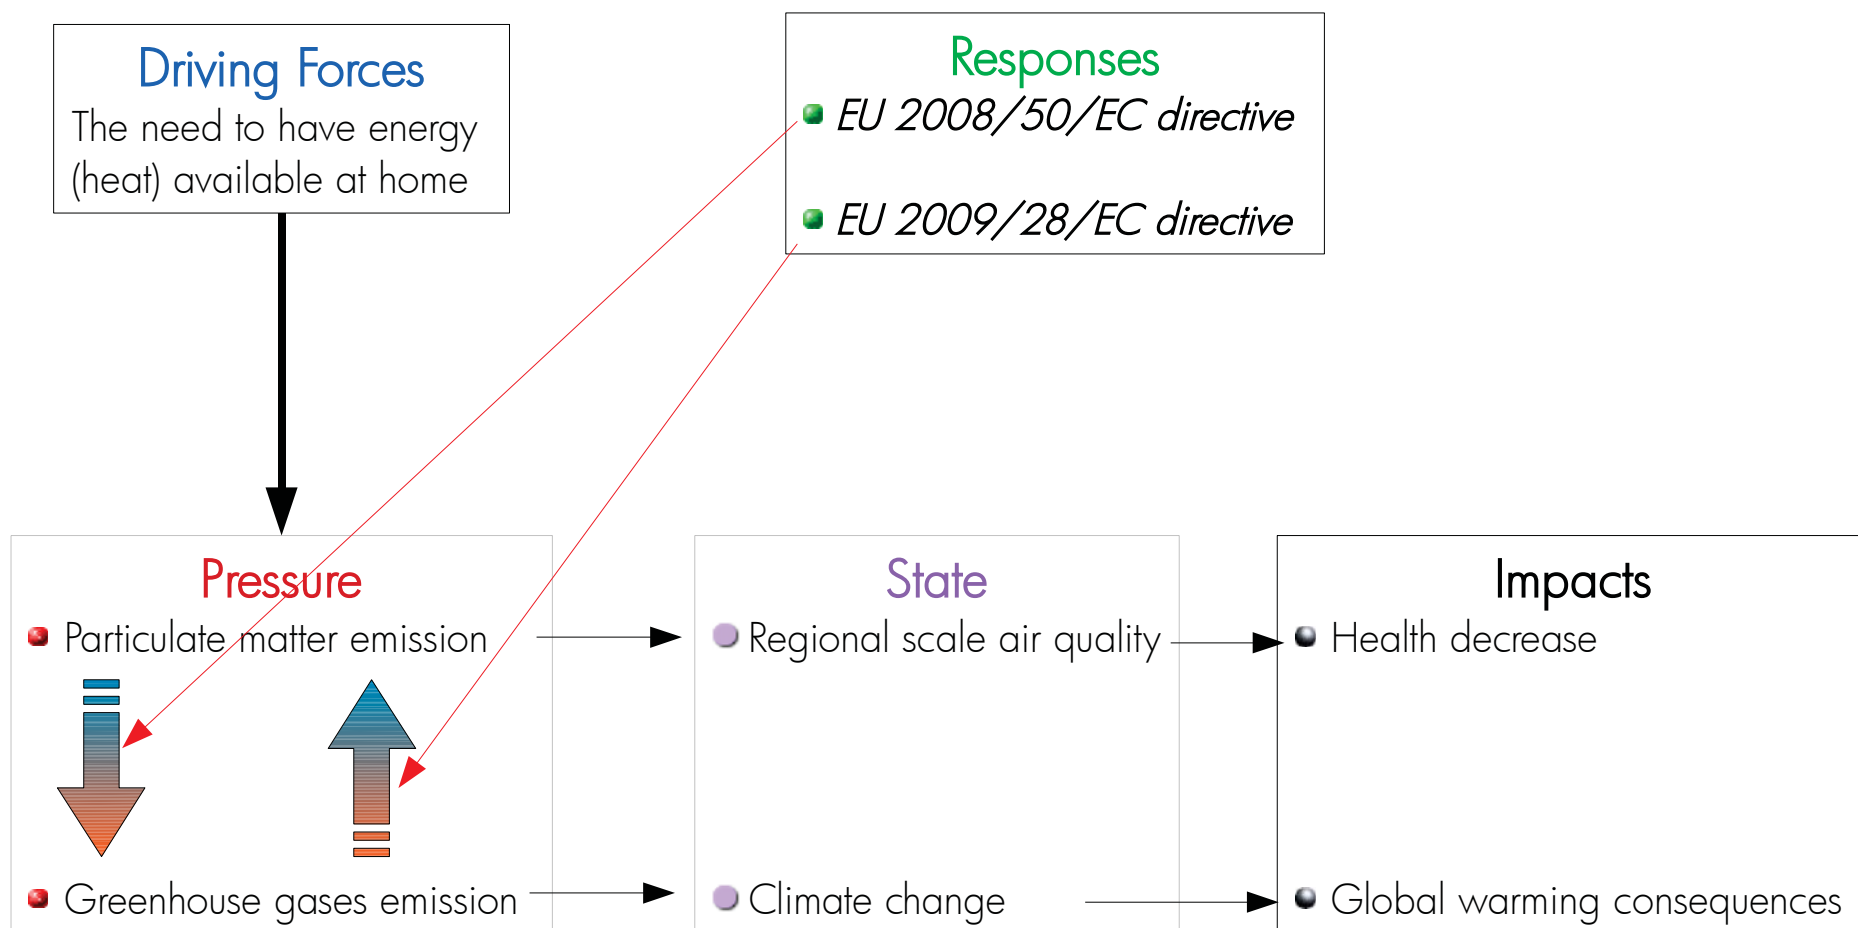 Driving Forces
The need to have energy
(heat) available at home
Responses
EU 2008/50/EC directive
EU 2009/28/EC directive
Pressure
Particulate matter emission
Greenhouse gases emission
State
Regional scale air quality
Climate change
Impacts
Health decrease
Global warming consequences